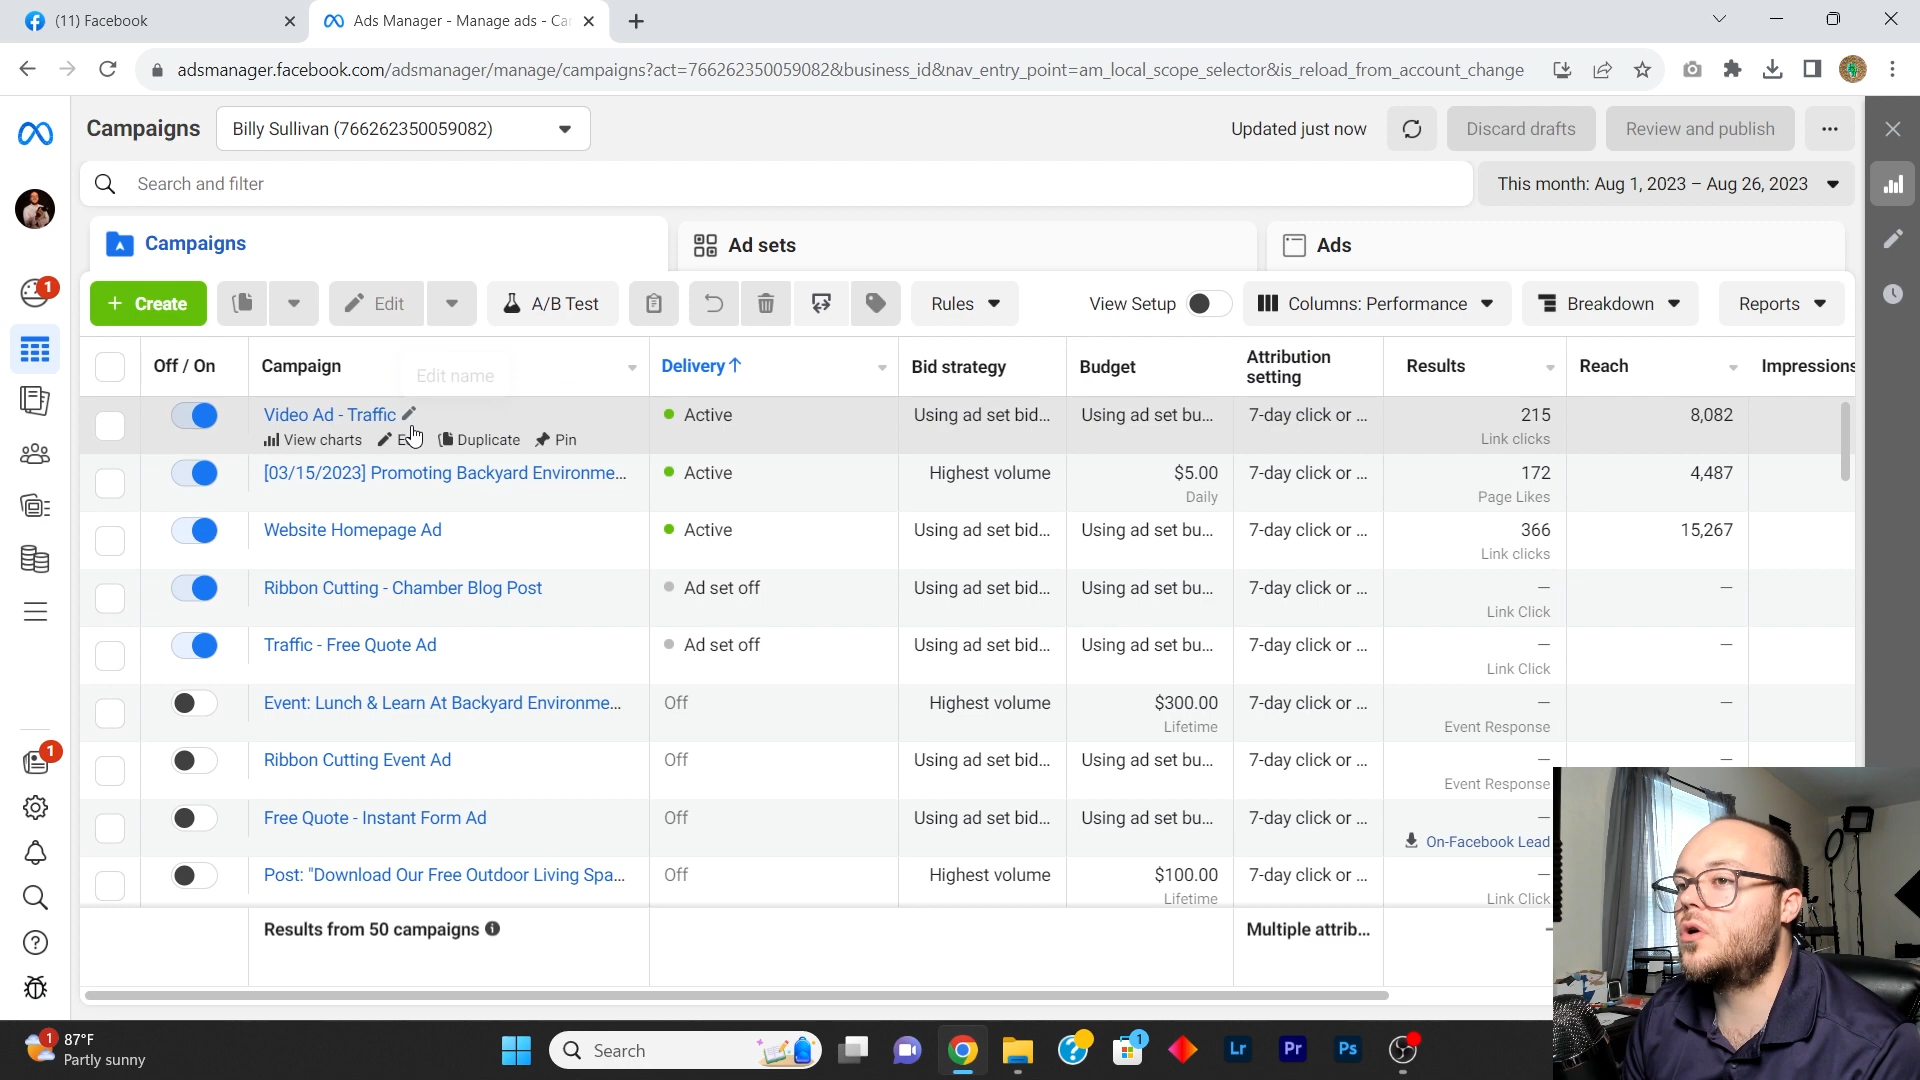 (11) Facebook
Ads Manager - Manage ads - Ca
adsmanager.facebook.com/adsmanager/manage/campaigns?act=766262350059082&business_id&nav_entry_point=am_local_scope_selector&is_reload_from_account_change
Campaigns
Billy Sullivan (766262350059082)
Updated just now
Discard drafts
Review and publish
Search and filter
This month: Aug 1, 2023 – Aug 26, 2023
Campaigns
Ad sets
Ads
1
+ Create
Edit
A/B Test
Rules
View Setup
Columns: Performance
Breakdown
Reports
Off / On
Campaign
Edit name
Delivery↑
Bid strategy
Budget
Attribution
setting
Results
Reach
Impressions
Video Ad - Traffic
Active
Using ad set bid...
Using ad set bu...
7-day click or ...
215
8,082
View charts
E
Duplicate
Pin
Link clicks
[03/15/2023] Promoting Backyard Environme...
Active
Highest volume
$5.00
7-day click or ...
172
4,487
Daily
Page Likes
Website Homepage Ad
Active
Using ad set bid...
Using ad set bu...
7-day click or ...
366
15,267
Link clicks
Ribbon Cutting - Chamber Blog Post
Ad set off
Using ad set bid...
Using ad set bu...
7-day click or ...
—
—
Link Click
Traffic - Free Quote Ad
Ad set off
Using ad set bid...
Using ad set bu...
7-day click or ...
—
—
Link Click
Event: Lunch & Learn At Backyard Environme...
Off
Highest volume
$300.00
7-day click or ...
—
—
Lifetime
Event Response
Ribbon Cutting Event Ad
Off
Using ad set bid...
Using ad set bu...
7-day click or ...
—
—
Event Response
1
Free Quote - Instant Form Ad
Off
Using ad set bid...
Using ad set bu...
7-day click or ...
—
On-Facebook Lead
Post: "Download Our Free Outdoor Living Spa...
Off
Highest volume
$100.00
7-day click or ...
—
Lifetime
Link Click
Results from 50 campaigns
Multiple attrib...
—
1
87°F
Partly sunny
Search
1
Lr
Pr
Ps